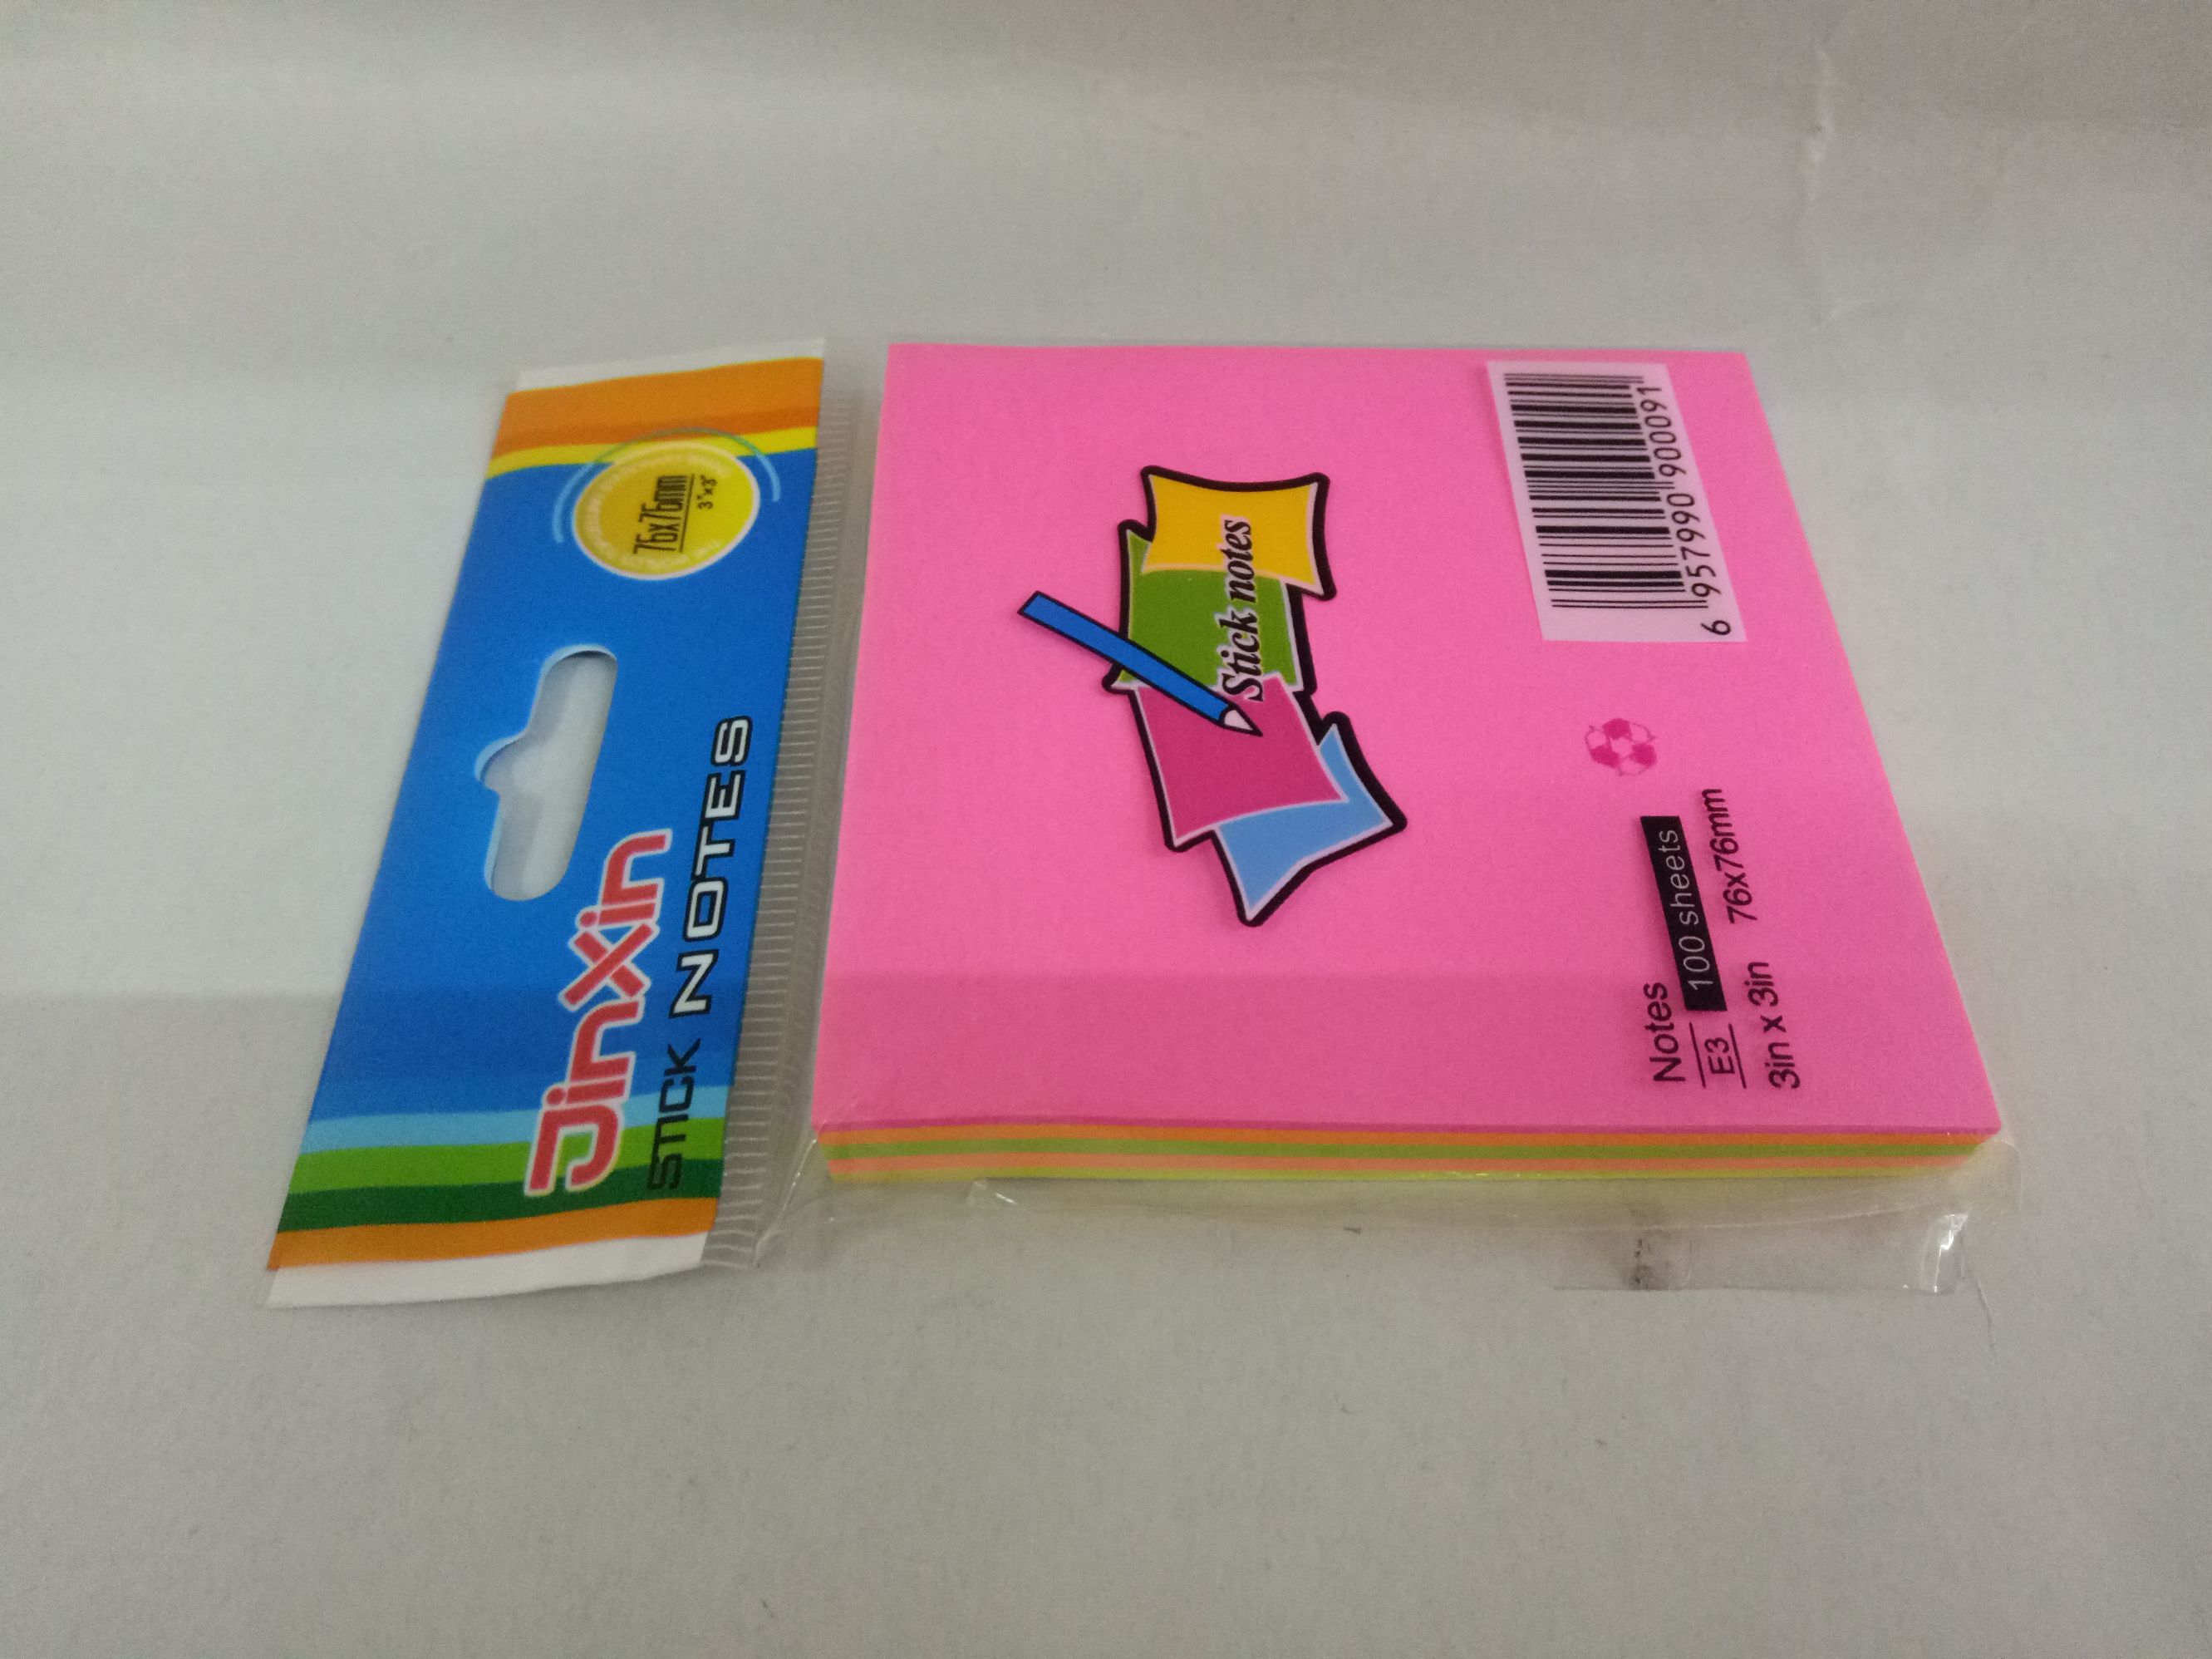 JinXin
STICK NOTES
76x76mm
3"x3"
Stick notes
Notes
E3 100 sheets
3in x 3in 76x76mm
6 957990 900091